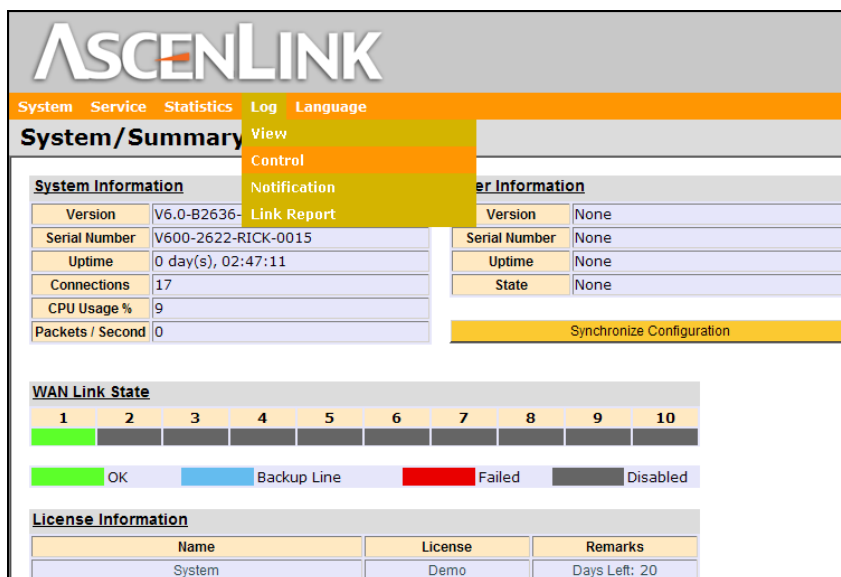 ASCENLINK
System Service Statistics Log Language
System/Summary
View
Control
Notification
Link Report
System Information
Version V6.0-B2636-
Serial Number V600-2622-RICK-0015
Uptime 0 day(s), 02:47:11
Connections 17
CPU Usage % 9
Packets / Second 0
er Information
Version None
Serial Number None
Uptime None
State None
Synchronize Configuration
WAN Link State
1 2 3 4 5 6 7 8 9 10
OK Backup Line Failed Disabled
License Information
Name License Remarks
System Demo Days Left: 20